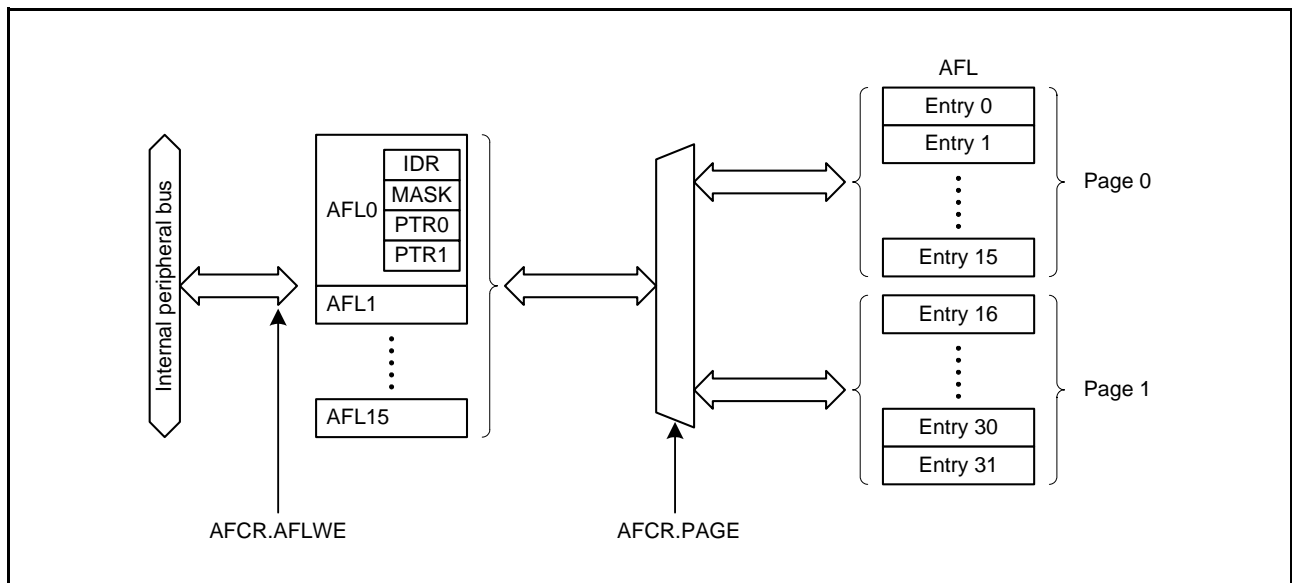 Internal peripheral bus
AFL0
IDR
MASK
PTR0
PTR1
AFL1
AFL15
AFCR.AFLWE
AFCR.PAGE
AFL
Entry 0
Entry 1
Entry 15
Page 0
Entry 16
Entry 30
Entry 31
Page 1